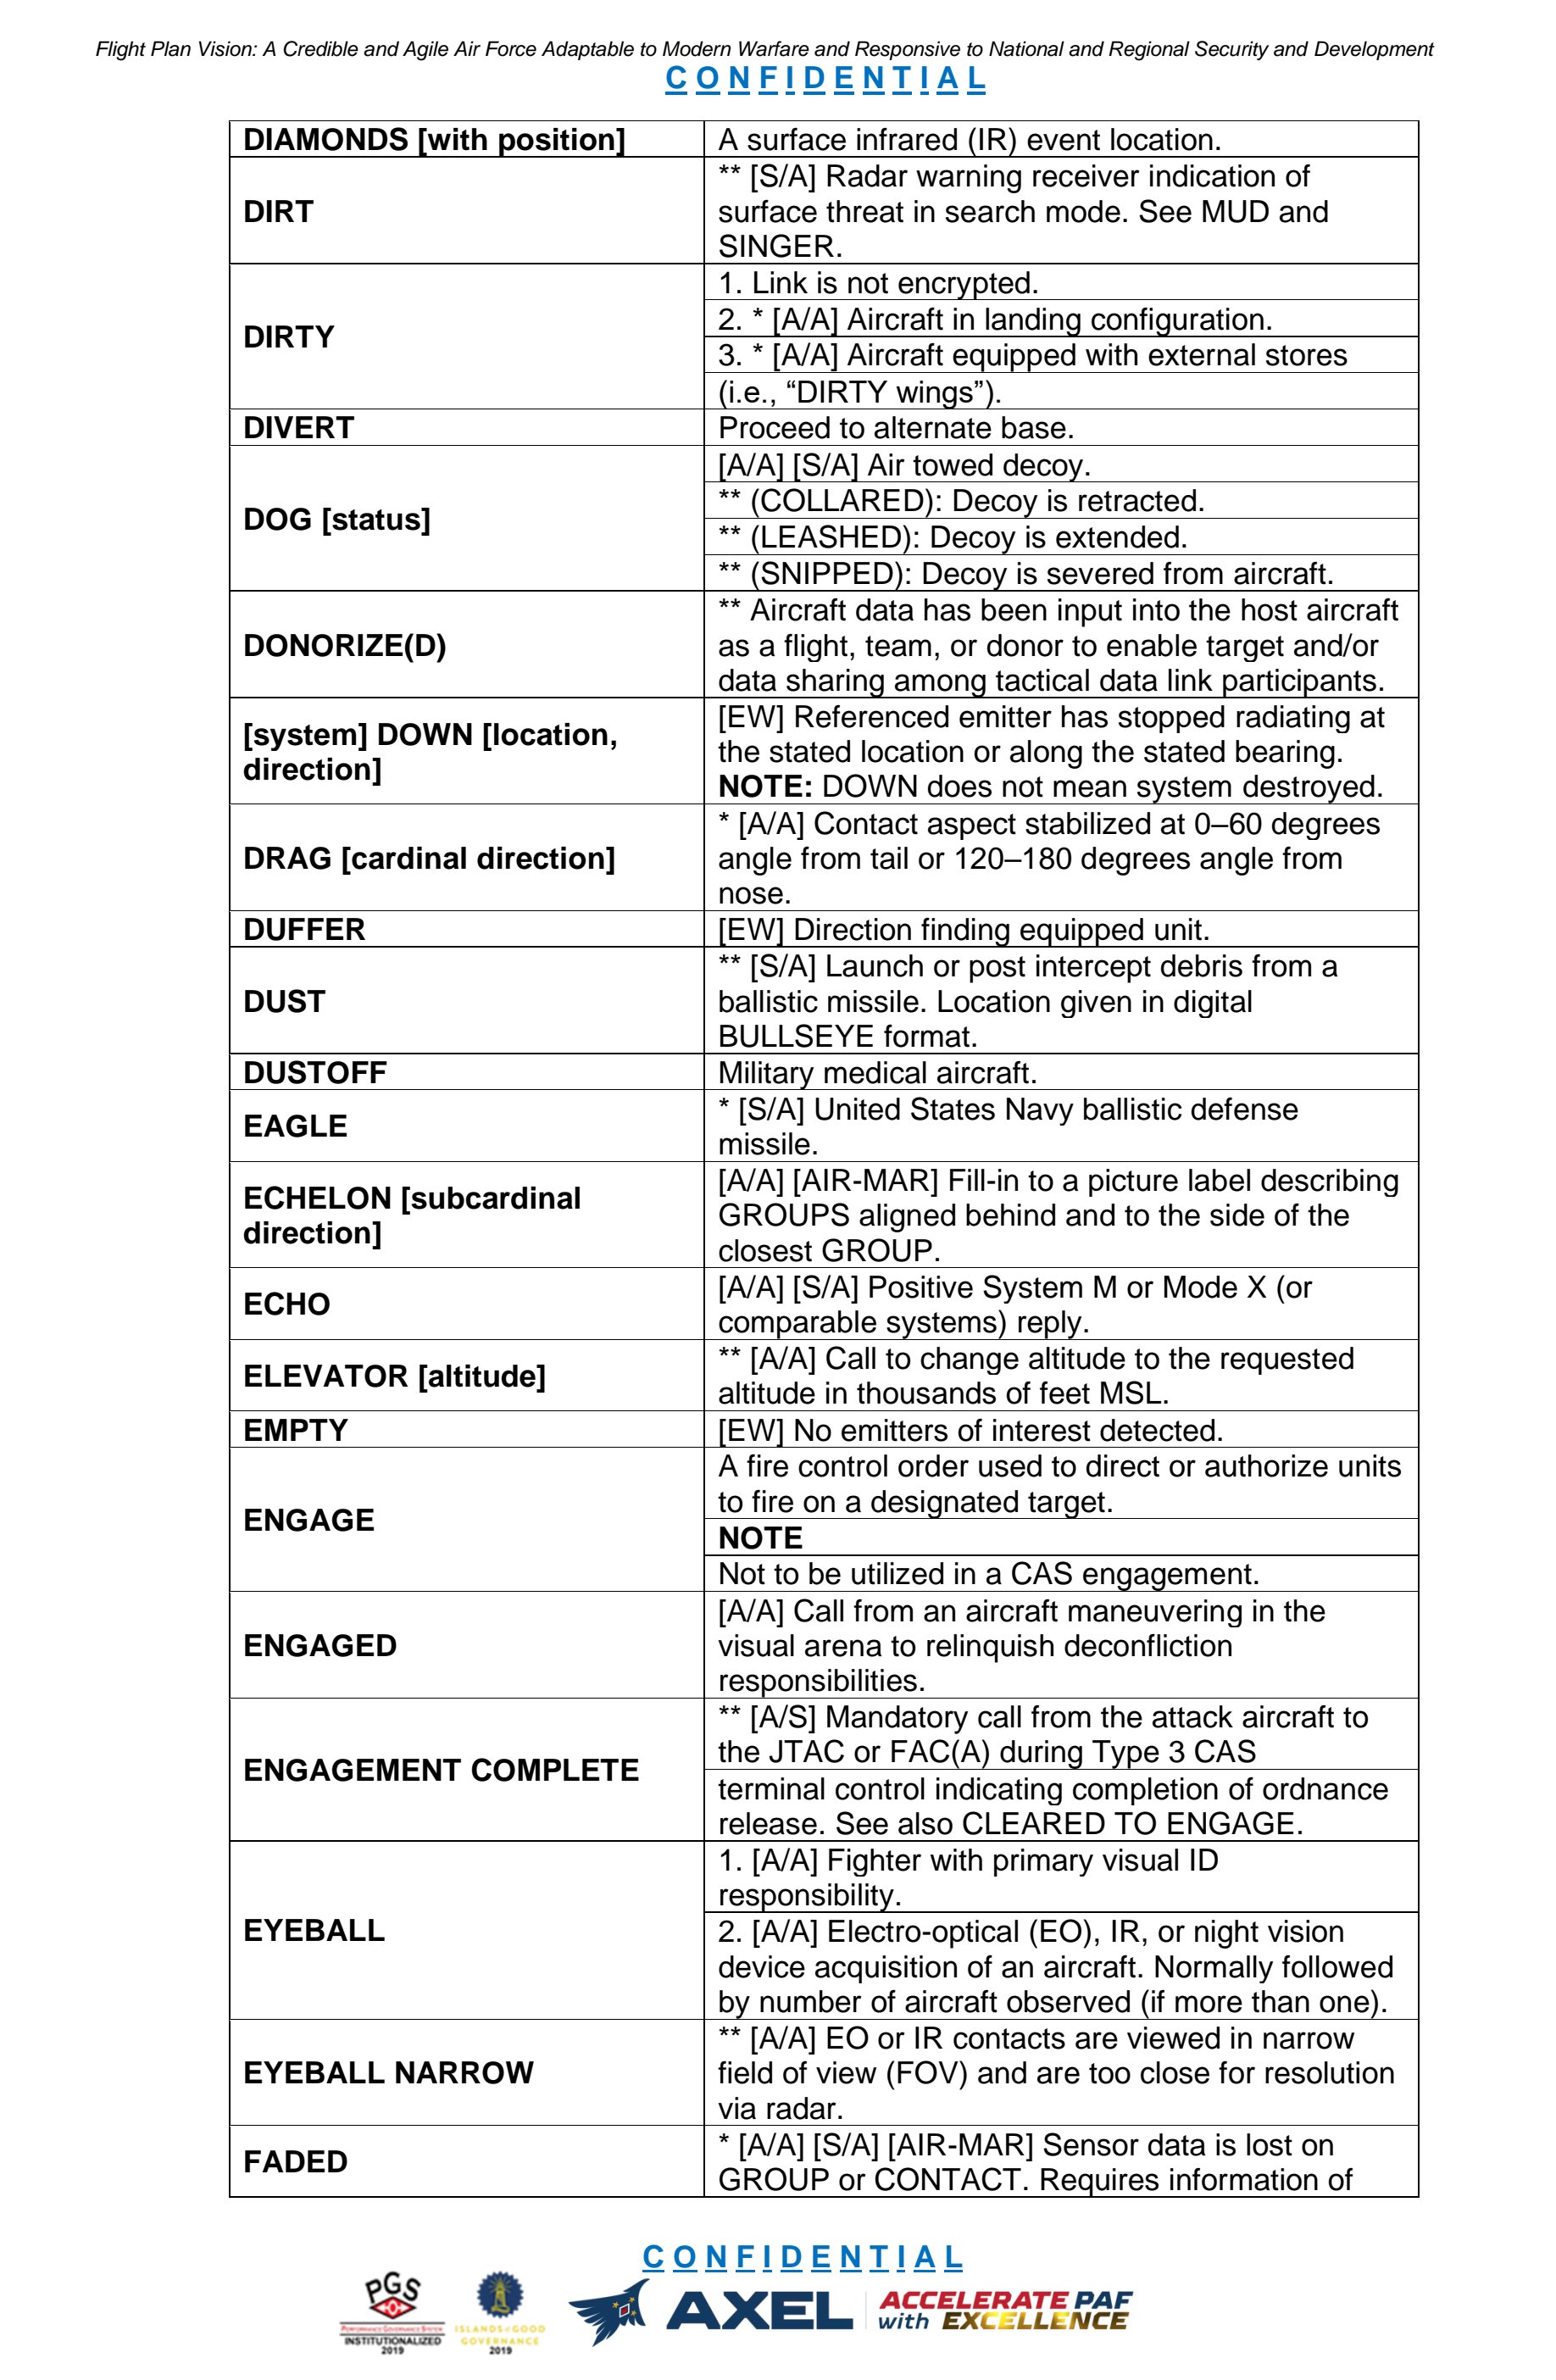 Flight Plan Vision: A Credible and Agile Air Force Adaptable to Modern Warfare and Responsive to National and Regional Security and Development
C O N F I D E N T I A L
DIAMONDS [with position]
A surface infrared (IR) event location.
DIRT
** [S/A] Radar warning receiver indication of
surface threat in search mode. See MUD and
SINGER.
DIRTY
1. Link is not encrypted.
2. * [A/A] Aircraft in landing configuration.
3. * [A/A] Aircraft equipped with external stores
(i.e., “DIRTY wings”).
DIVERT
Proceed to alternate base.
DOG [status]
[A/A] [S/A] Air towed decoy.
** (COLLARED): Decoy is retracted.
** (LEASHED): Decoy is extended.
** (SNIPPED): Decoy is severed from aircraft.
DONORIZE(D)
** Aircraft data has been input into the host aircraft
as a flight, team, or donor to enable target and/or
data sharing among tactical data link participants.
[system] DOWN [location,
direction]
[EW] Referenced emitter has stopped radiating at
the stated location or along the stated bearing.
NOTE: DOWN does not mean system destroyed.
DRAG [cardinal direction]
* [A/A] Contact aspect stabilized at 0–60 degrees
angle from tail or 120–180 degrees angle from
nose.
DUFFER
[EW] Direction finding equipped unit.
DUST
** [S/A] Launch or post intercept debris from a
ballistic missile. Location given in digital
BULLSEYE format.
DUSTOFF
Military medical aircraft.
EAGLE
* [S/A] United States Navy ballistic defense
missile.
ECHELON [subcardinal
direction]
[A/A] [AIR-MAR] Fill-in to a picture label describing
GROUPS aligned behind and to the side of the
closest GROUP.
ECHO
[A/A] [S/A] Positive System M or Mode X (or
comparable systems) reply.
ELEVATOR [altitude]
** [A/A] Call to change altitude to the requested
altitude in thousands of feet MSL.
EMPTY
[EW] No emitters of interest detected.
ENGAGE
A fire control order used to direct or authorize units
to fire on a designated target.
NOTE
Not to be utilized in a CAS engagement.
ENGAGED
[A/A] Call from an aircraft maneuvering in the
visual arena to relinquish deconfliction
responsibilities.
ENGAGEMENT COMPLETE
** [A/S] Mandatory call from the attack aircraft to
the JTAC or FAC(A) during Type 3 CAS
terminal control indicating completion of ordnance
release. See also CLEARED TO ENGAGE.
EYEBALL
1. [A/A] Fighter with primary visual ID
responsibility.
2. [A/A] Electro-optical (EO), IR, or night vision
device acquisition of an aircraft. Normally followed
by number of aircraft observed (if more than one).
EYEBALL NARROW
** [A/A] EO or IR contacts are viewed in narrow
field of view (FOV) and are too close for resolution
via radar.
FADED
* [A/A] [S/A] [AIR-MAR] Sensor data is lost on
GROUP or CONTACT. Requires information of
C O N F I D E N T I A L
PGS
PERFORMANCE GOVERNANCE SYSTEM
INSTITUTIONALIZED
2019
ISLANDS of GOOD
GOVERNANCE
2019
AXEL
ACCELERATE PAF
with EXCELLENCE